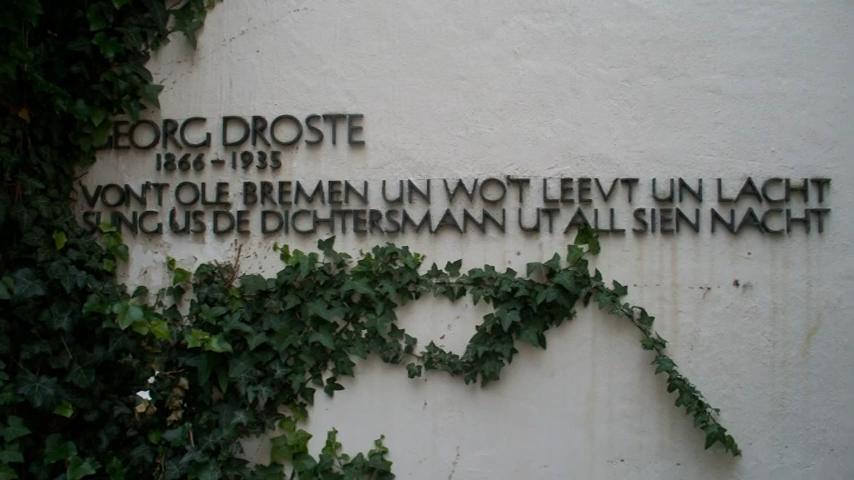 GEORG DROSTE
1866-1935
VON'T OLE BREMEN UN WO'T LEEVT UN LACHT
SUNG US DE DICHTERSMANN UT ALL SIEN NACHT